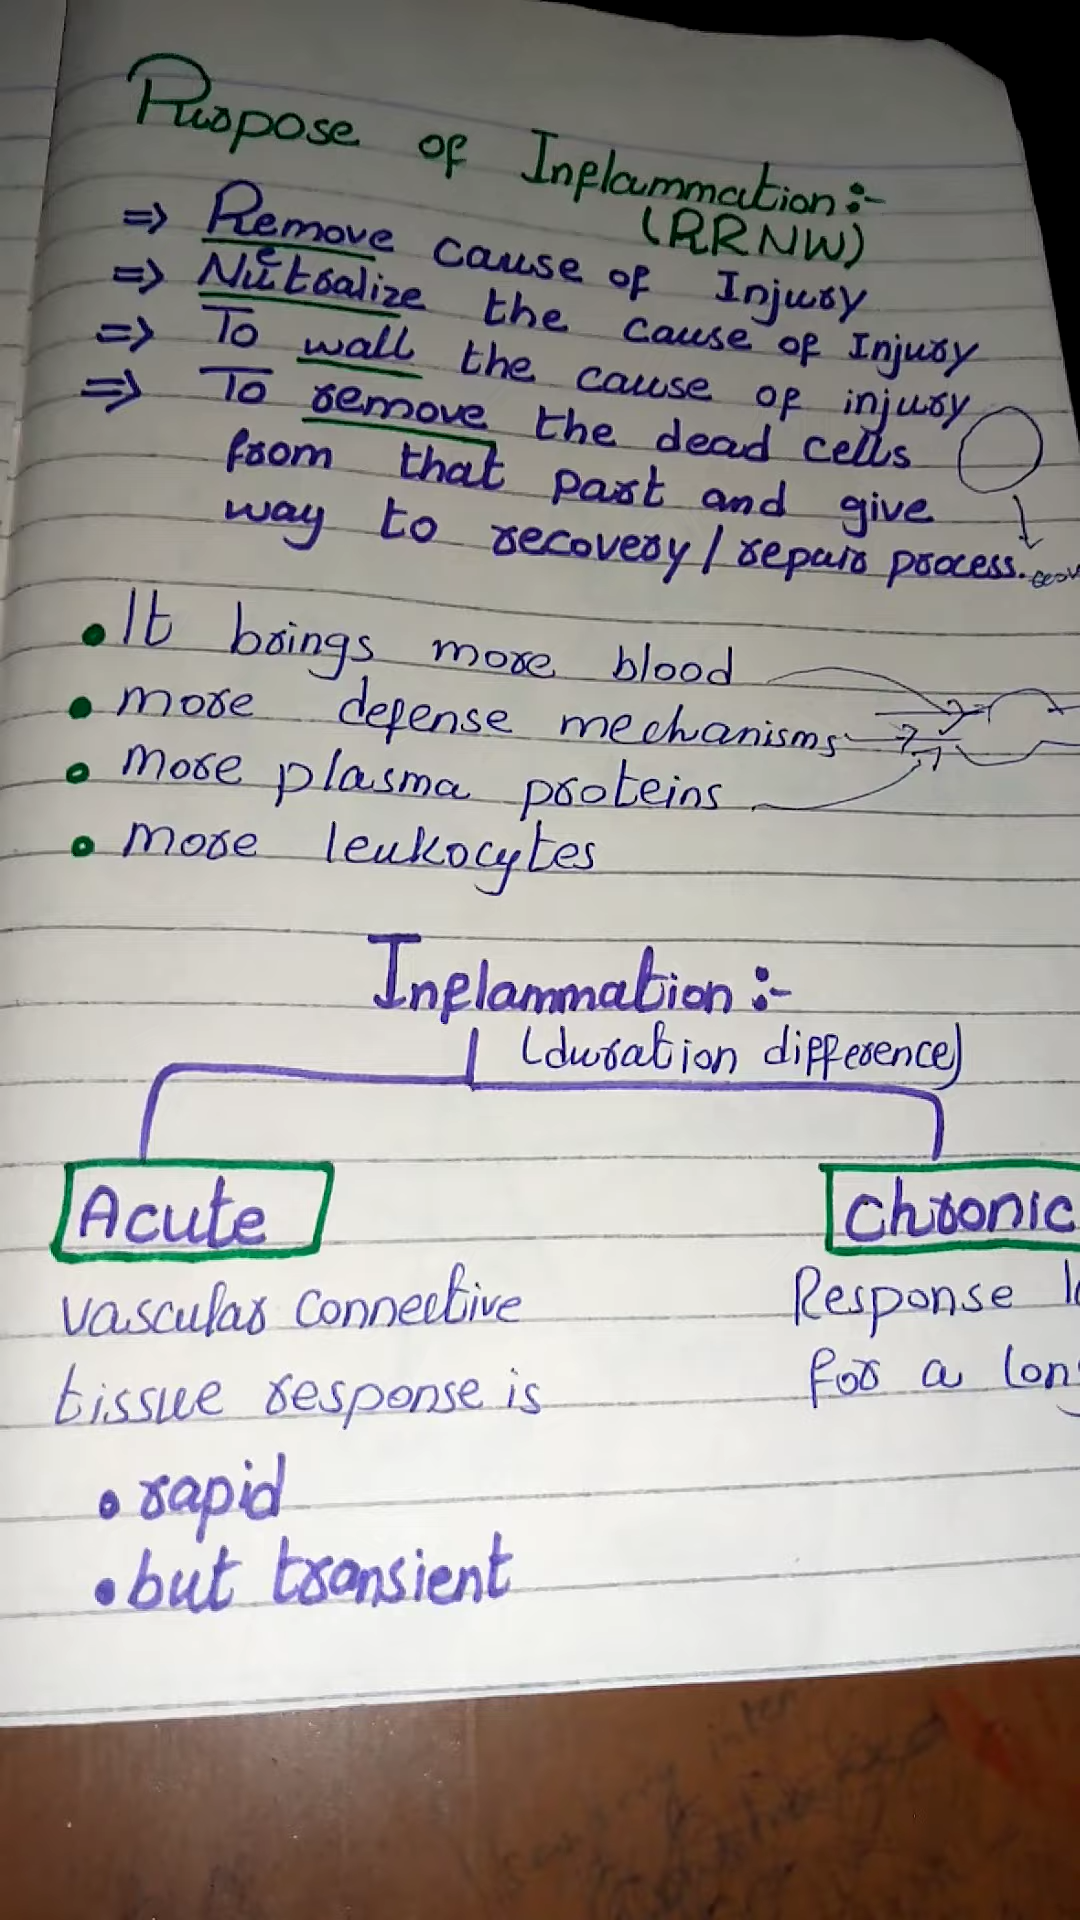 Purpose of Inflammation:-
(RRNW)
=> Remove cause of Injury
=> Nuetralize the cause of Injury
=> To wall the cause of injury
=> To remove the dead cells
from that part and give
way to recovery / repair process.
• It brings more blood
• more defense mechanisms
• more plasma proteins
• more leukocytes
Inflammation :-
(duration difference)
Acute
Chronic
vascular connective
Response
tissue response is
for a
• rapid
• but transient